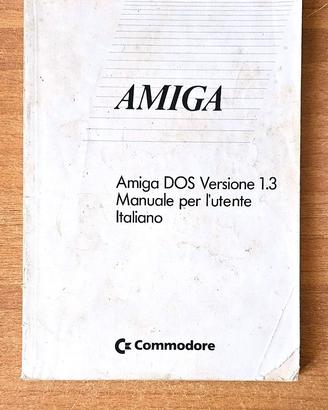 AMIGA
Amiga DOS Versione 1.3
Manuale per l'utente
Italiano
Commodore